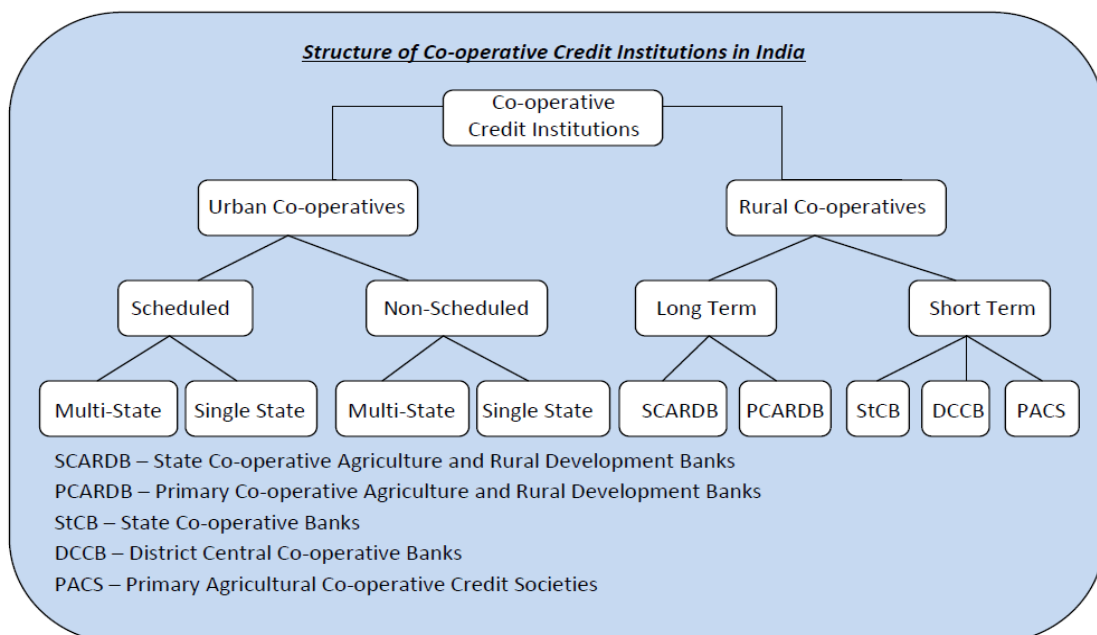 Structure of Co-operative Credit Institutions in India
Co-operative
Credit Institutions
Urban Co-operatives
Rural Co-operatives
Scheduled
Non-Scheduled
Long Term
Short Term
Multi-State
Single State
Multi-State
Single State
SCARDB
PCARDB
StCB
DCCB
PACS
SCARDB – State Co-operative Agriculture and Rural Development Banks
PCARDB – Primary Co-operative Agriculture and Rural Development Banks
StCB – State Co-operative Banks
DCCB – District Central Co-operative Banks
PACS – Primary Agricultural Co-operative Credit Societies